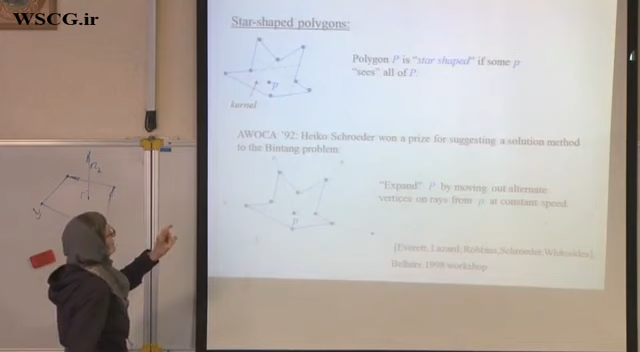 WSCG.ir
Star-shaped polygons:
Polygon P is "star shaped" if some p
"sees" all of P.
p
kernel
AWOCA '92: Heiko Schroeder won a prize for suggesting a solution method
to the Bintang problem:
"Expand" P by moving out alternate
vertices on rays from p at constant speed.
p
[Everett, Lazard, Robbins, Schroeder, Whitesides].
Bellairs 1998 workshop